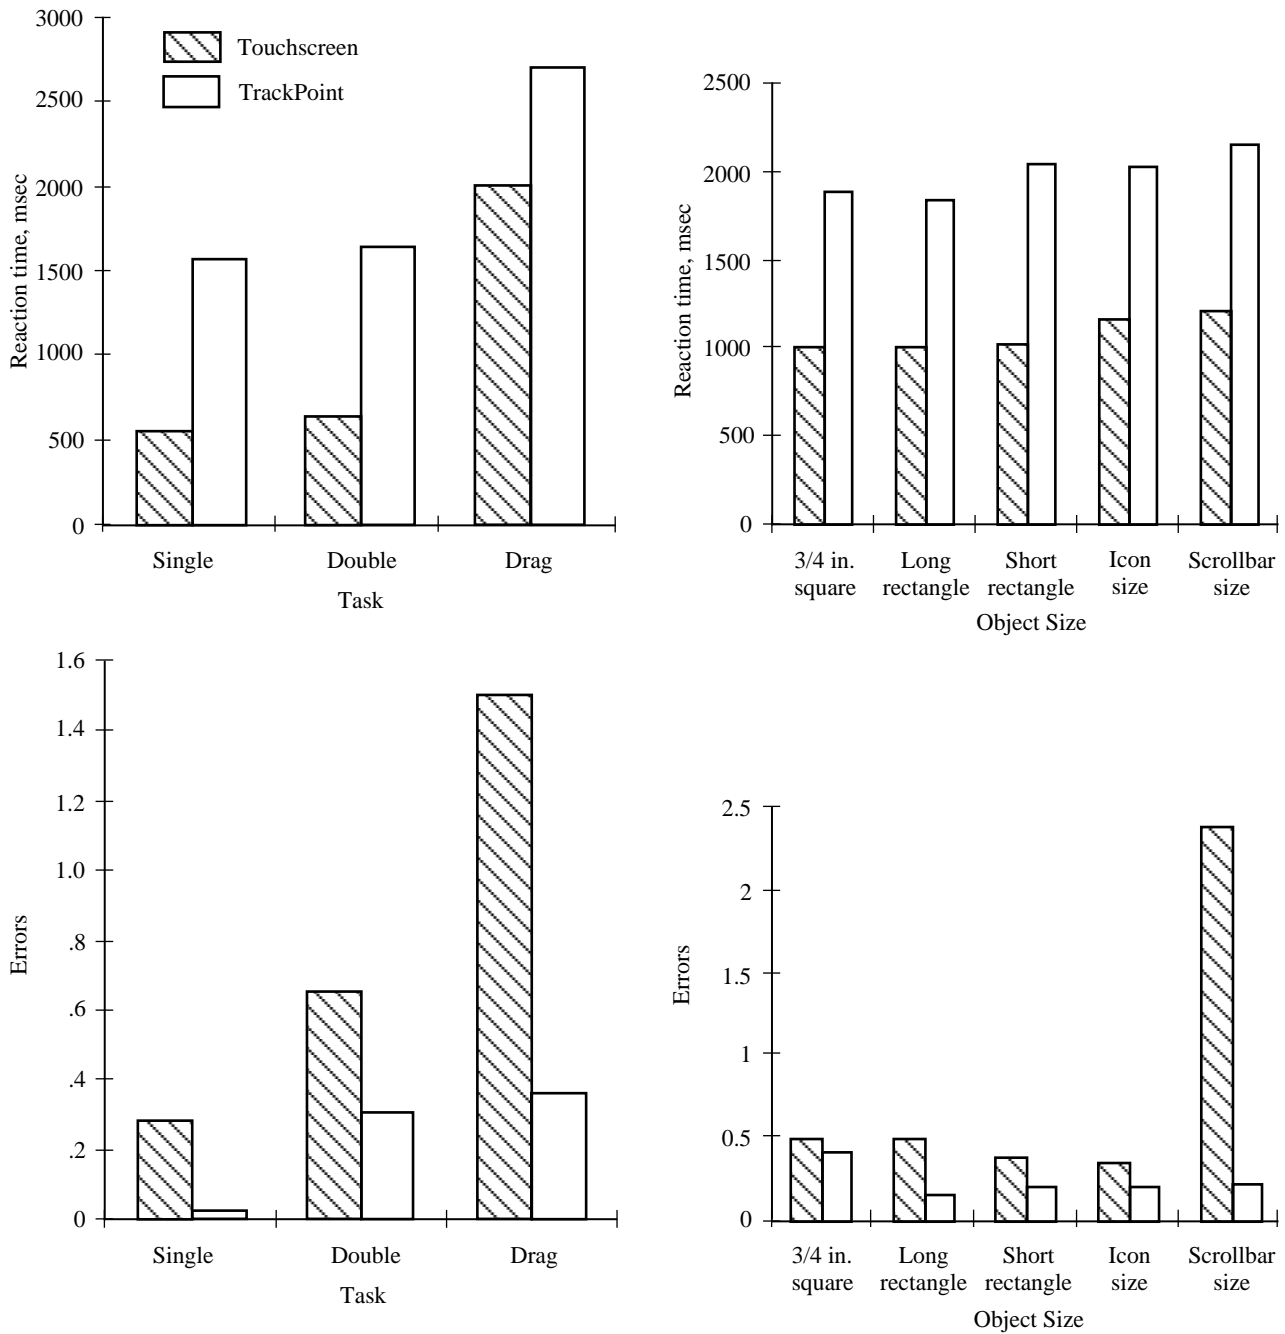 3000
2500
2000
1500
1000
500
0
Reaction time, msec
Touchscreen
TrackPoint
Single Double Drag
Task
2500
2000
1500
1000
500
0
Reaction time, msec
3/4 in. Long Short Icon Scrollbar
square rectangle rectangle size size
Object Size
1.6
1.4
1.2
1.0
.8
.6
.4
.2
0
Errors
Single Double Drag
Task
2.5
2
1.5
1
0.5
0
Errors
3/4 in. Long Short Icon Scrollbar
square rectangle rectangle size size
Object Size